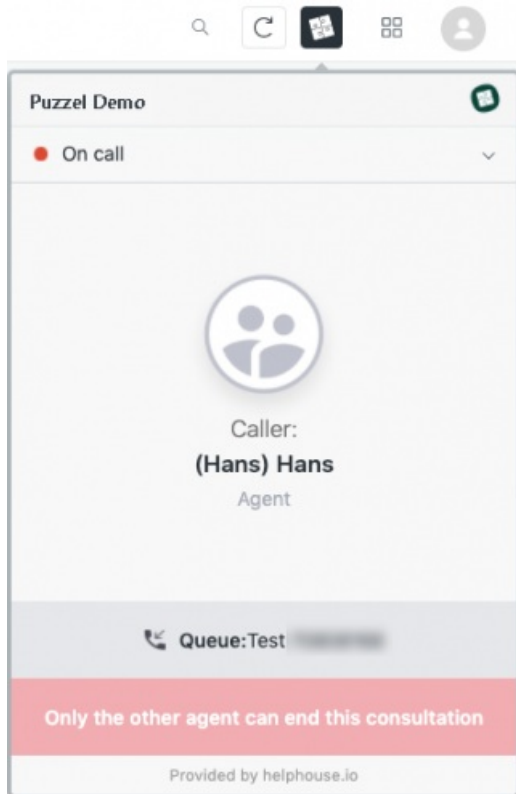 Puzzel Demo
On call
Caller:
(Hans) Hans
Agent
Queue:Test
Only the other agent can end this consultation
Provided by helphouse.io